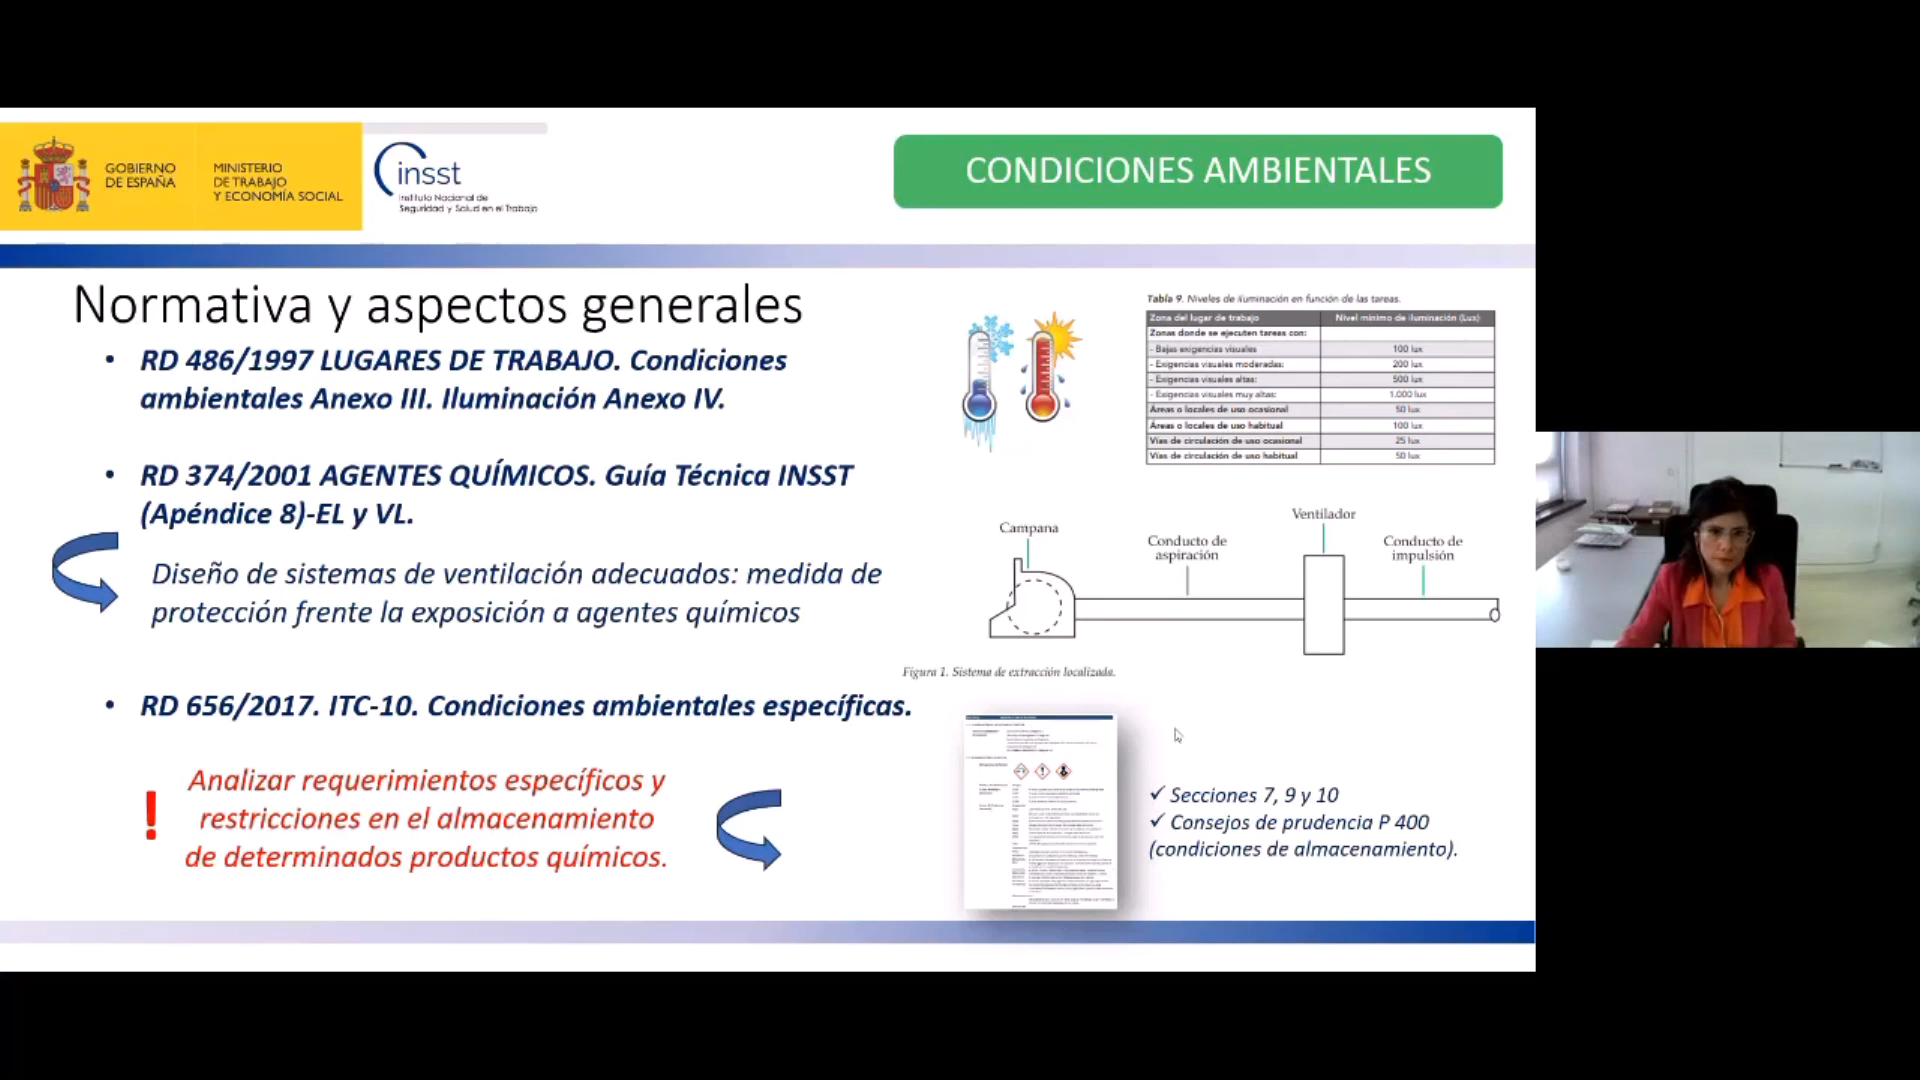 GOBIERNO
DE ESPAÑA
MINISTERIO
DE TRABAJO
Y ECONOMÍA SOCIAL
insst
Instituto Nacional de
Seguridad y Salud en el Trabajo
CONDICIONES AMBIENTALES
Normativa y aspectos generales
• RD 486/1997 LUGARES DE TRABAJO. Condiciones
ambientales Anexo III. Iluminación Anexo IV.
• RD 374/2001 AGENTES QUÍMICOS. Guía Técnica INSST
(Apéndice 8)-EL y VL.
Diseño de sistemas de ventilación adecuados: medida de
protección frente la exposición a agentes químicos
• RD 656/2017. ITC-10. Condiciones ambientales específicas.
! Analizar requerimientos específicos y
restricciones en el almacenamiento
de determinados productos químicos.
Tabla 9. Niveles de iluminación en función de las tareas.
Zona del lugar de trabajo Nivel mínimo de iluminación (Lux)
Zonas donde se ejecuten tareas con:
- Bajas exigencias visuales 100 lux
- Exigencias visuales moderadas: 200 lux
- Exigencias visuales altas: 500 lux
- Exigencias visuales muy altas: 1.000 lux
Áreas o locales de uso ocasional 50 lux
Áreas o locales de uso habitual 100 lux
Vías de circulación de uso ocasional 25 lux
Vías de circulación de uso habitual 50 lux
Campana
Conducto de
aspiración
Ventilador
Conducto de
impulsión
Figura 1. Sistema de extracción localizada.
✓ Secciones 7, 9 y 10
✓ Consejos de prudencia P 400
(condiciones de almacenamiento).